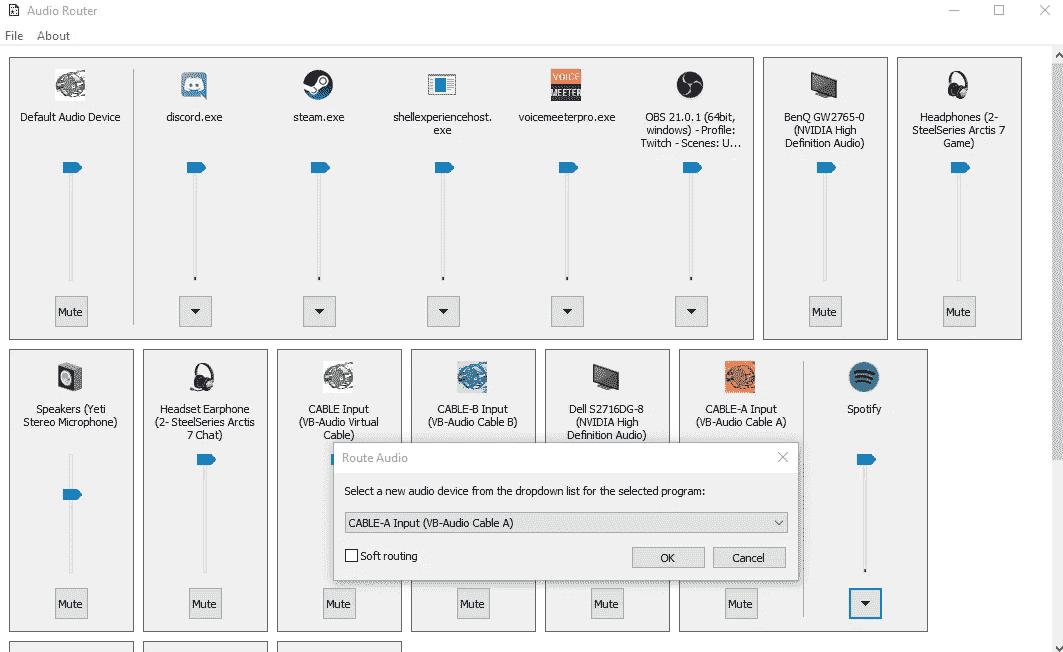 Audio Router
File About
Default Audio Device
discord.exe
steam.exe
shellexperiencehost.
exe
VOICE
MEETER
voicemeeterpro.exe
OBS 21.0.1 (64bit,
windows) - Profile:
Twitch - Scenes: U...
BenQ GW2765-0
(NVIDIA High
Definition Audio)
Headphones (2-
SteelSeries Arctis 7
Game)
Mute
Mute
Mute
Speakers (Yeti
Stereo Microphone)
Headset Earphone
(2- SteelSeries Arctis
7 Chat)
CABLE Input
(VB-Audio Virtual
Cable)
CABLE-B Input
(VB-Audio Cable B)
Dell S2716DG-8
(NVIDIA High
Definition Audio)
CABLE-A Input
(VB-Audio Cable A)
Spotify
Route Audio
Select a new audio device from the dropdown list for the selected program:
CABLE-A Input (VB-Audio Cable A)
Soft routing
OK
Cancel
Mute
Mute
Mute
Mute
Mute
Mute